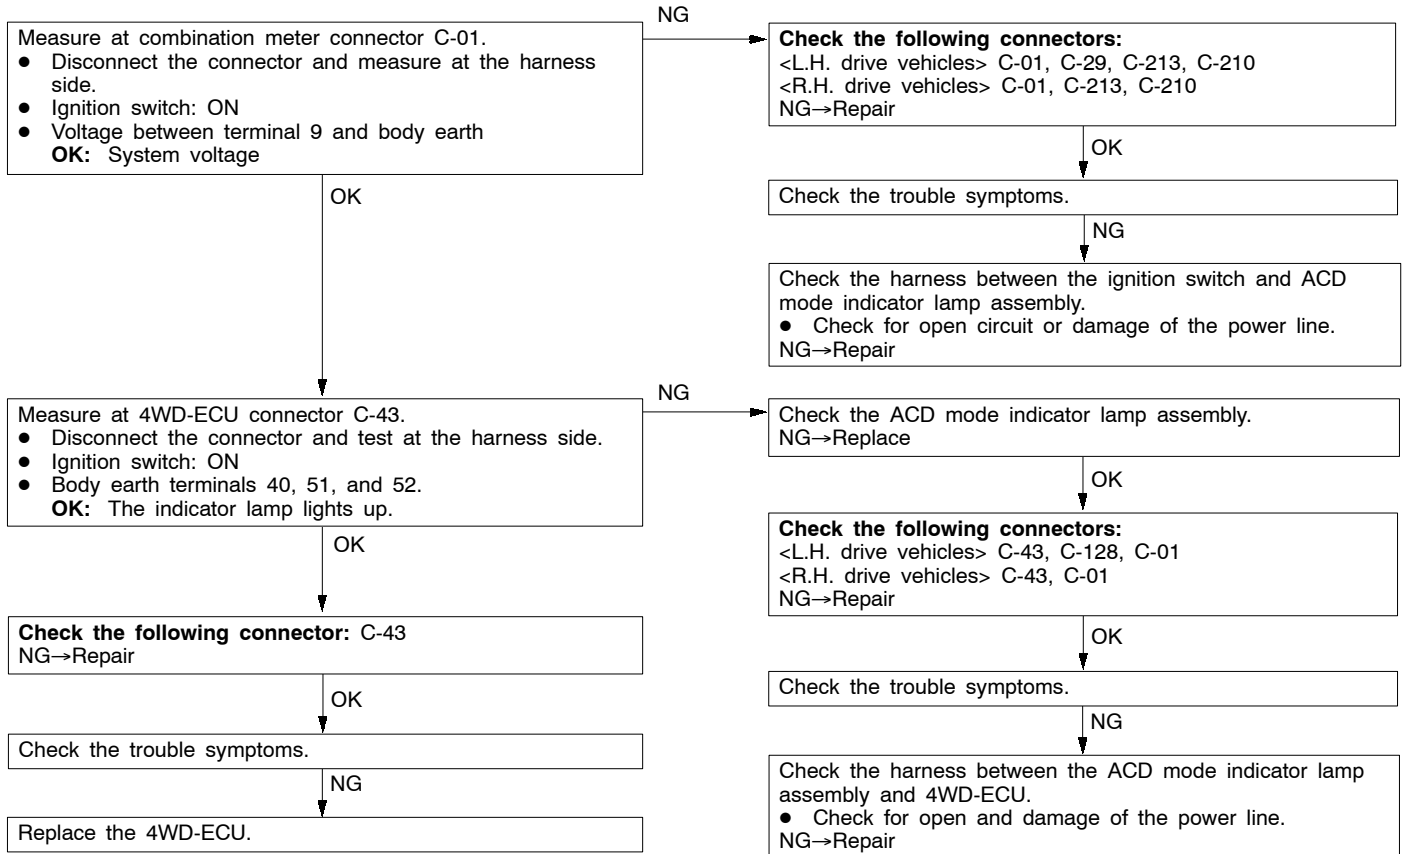 Measure at combination meter connector C-01.
● Disconnect the connector and measure at the harness
side.
● Ignition switch: ON
● Voltage between terminal 9 and body earth
OK: System voltage
NG
Check the following connectors:
<L.H. drive vehicles> C-01, C-29, C-213, C-210
<R.H. drive vehicles> C-01, C-213, C-210
NG→Repair
OK
Check the trouble symptoms.
NG
Check the harness between the ignition switch and ACD
mode indicator lamp assembly.
● Check for open circuit or damage of the power line.
NG→Repair
OK
Measure at 4WD-ECU connector C-43.
● Disconnect the connector and test at the harness side.
● Ignition switch: ON
● Body earth terminals 40, 51, and 52.
OK: The indicator lamp lights up.
NG
Check the ACD mode indicator lamp assembly.
NG→Replace
OK
Check the following connectors:
<L.H. drive vehicles> C-43, C-128, C-01
<R.H. drive vehicles> C-43, C-01
NG→Repair
OK
Check the trouble symptoms.
NG
Check the harness between the ACD mode indicator lamp
assembly and 4WD-ECU.
● Check for open and damage of the power line.
NG→Repair
OK
Check the following connector: C-43
NG→Repair
OK
Check the trouble symptoms.
NG
Replace the 4WD-ECU.